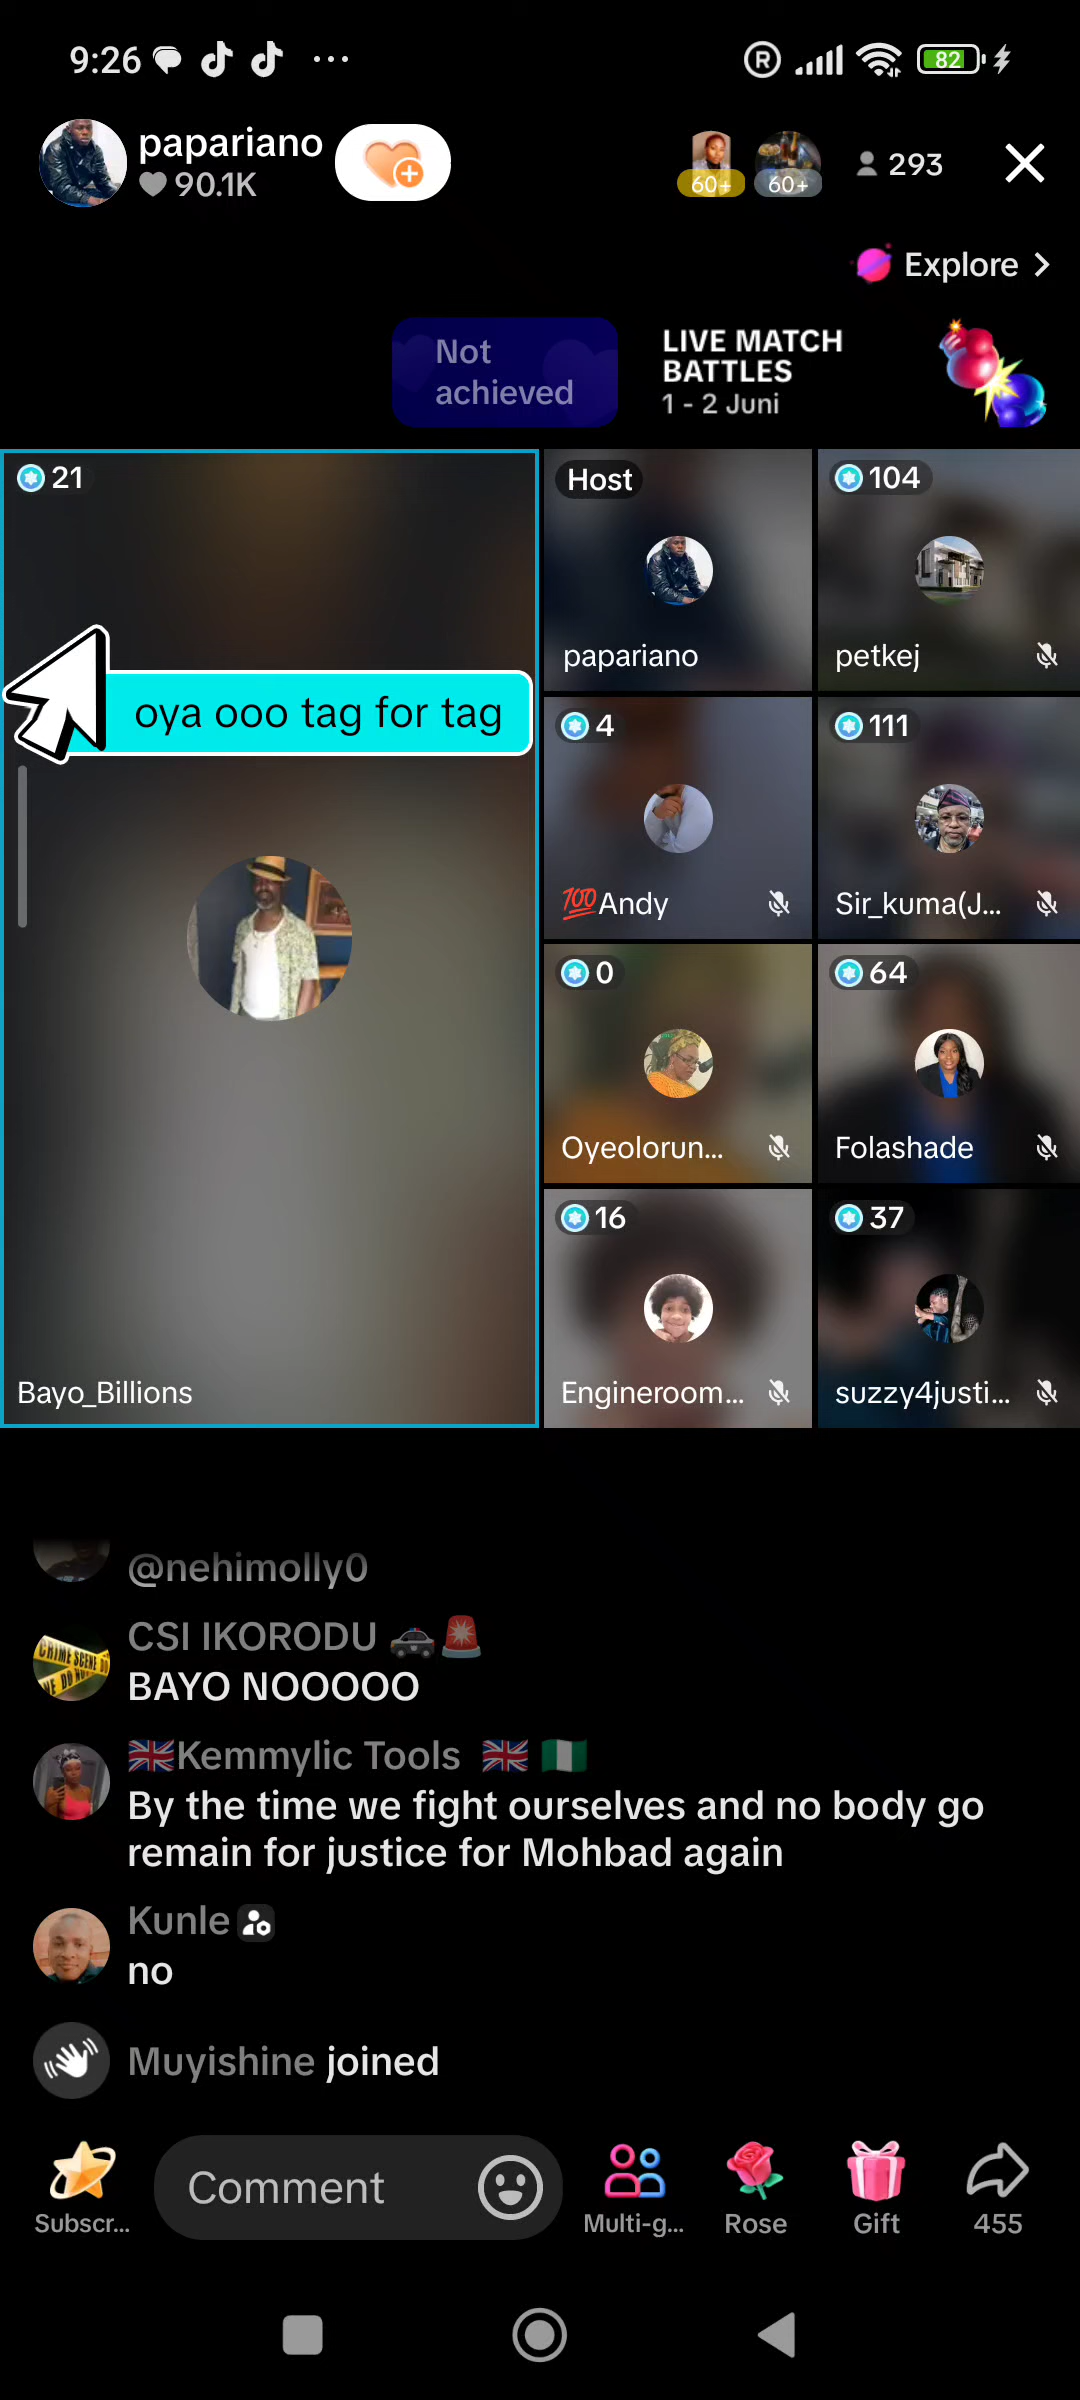 9:26
R
82
papariano
90.1K
60+
60+
293
Explore
Not
achieved
LIVE MATCH
BATTLES
1 - 2 Juni
21
oya ooo tag for tag
Bayo_Billions
Host
papariano
104
petkej
4
💯Andy
111
Sir_kuma(J...
0
Oyeolorun...
64
Folashade
16
Engineroom...
37
suzzy4justi...
@nehimolly0
CSI IKORODU 🚓🚨
BAYO NOOOOO
🇬🇧Kemmylic Tools 🇬🇧 🇳🇬
By the time we fight ourselves and no body go
remain for justice for Mohbad again
Kunle
no
Muyishine joined
Subscr...
Comment
Multi-g...
Rose
Gift
455